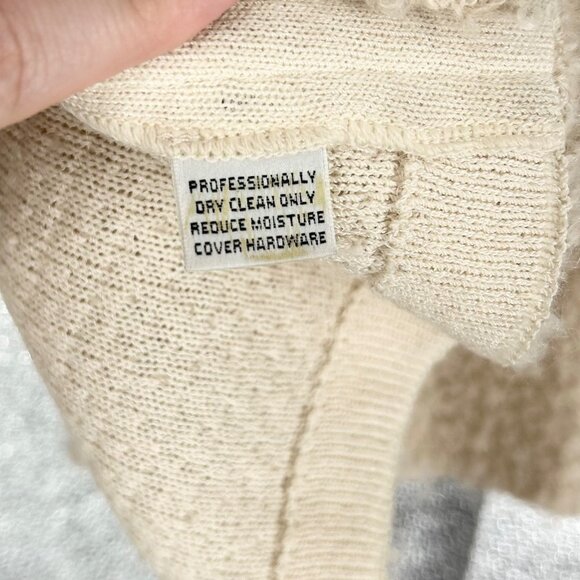 PROFESSIONALLY
DRY CLEAN ONLY
REDUCE MOISTURE
COVER HARDWARE